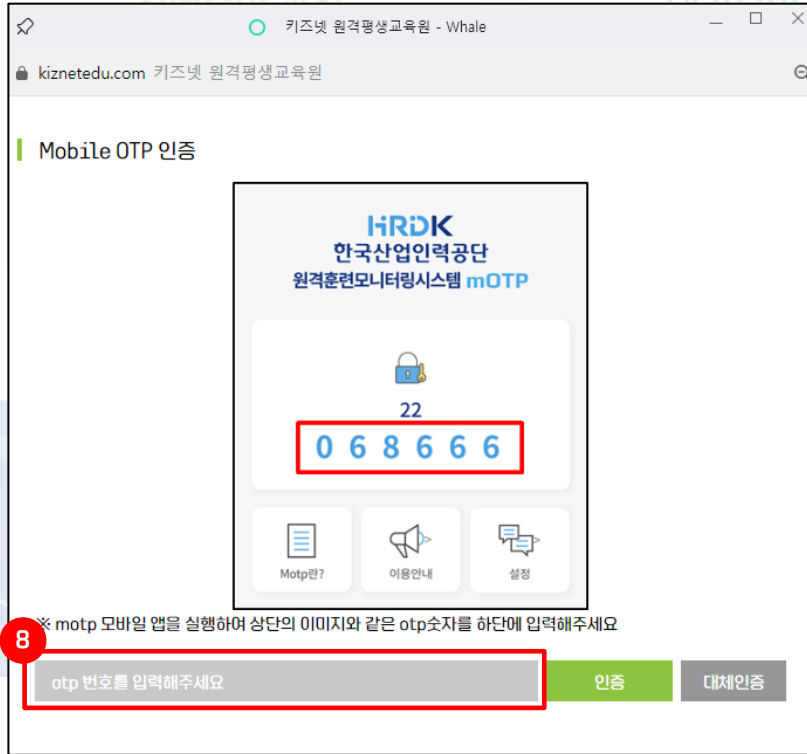 키즈넷 원격평생교육원 - Whale
kiznetedu.com 키즈넷 원격평생교육원
Mobile OTP 인증
HRDK
한국산업인력공단
원격훈련모니터링시스템 mOTP
22
0 6 8 6 6 6
Motp란? 이용안내 설정
※ motp 모바일 앱을 실행하여 상단의 이미지와 같은 otp숫자를 하단에 입력해주세요
8
otp 번호를 입력해주세요 인증 대체인증